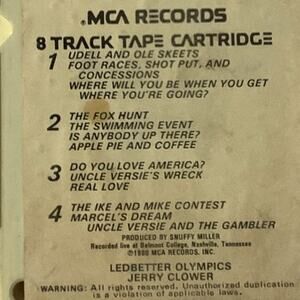 .MCA RECORDS
8 TRACK TAPE CARTRIDGE
1 UDELL AND OLE SKEETS
FOOT RACES, SHOT PUT, AND
CONCESSIONS
WHERE WILL YOU BE WHEN YOU GET
WHERE YOU'RE GOING?
2 THE FOX HUNT
THE SWIMMING EVENT
IS ANYBODY UP THERE?
APPLE PIE AND COFFEE
3 DO YOU LOVE AMERICA?
UNCLE VERSIE'S WRECK
REAL LOVE
4 THE IKE AND MIKE CONTEST
MARCEL'S DREAM
UNCLE VERSIE AND THE GAMBLER
PRODUCED BY SNUFFY MILLER
Recorded live at Belmont College, Nashville, Tennessee
©1980 MCA RECORDS, INC.
LEDBETTER OLYMPICS
JERRY CLOWER
WARNING: All rights reserved. Unauthorized duplication
is a violation of applicable laws.